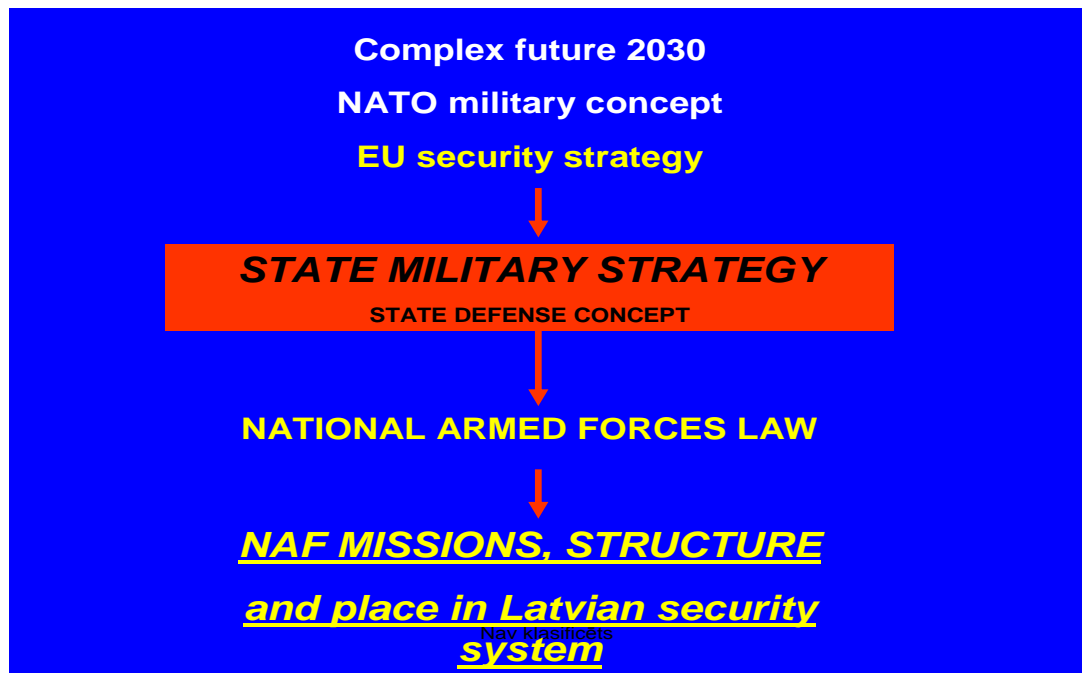 Complex future 2030
NATO military concept
EU security strategy
STATE MILITARY STRATEGY
STATE DEFENSE CONCEPT
NATIONAL ARMED FORCES LAW
NAF MISSIONS, STRUCTURE
and place in Latvian security
Nav klasificēts
system